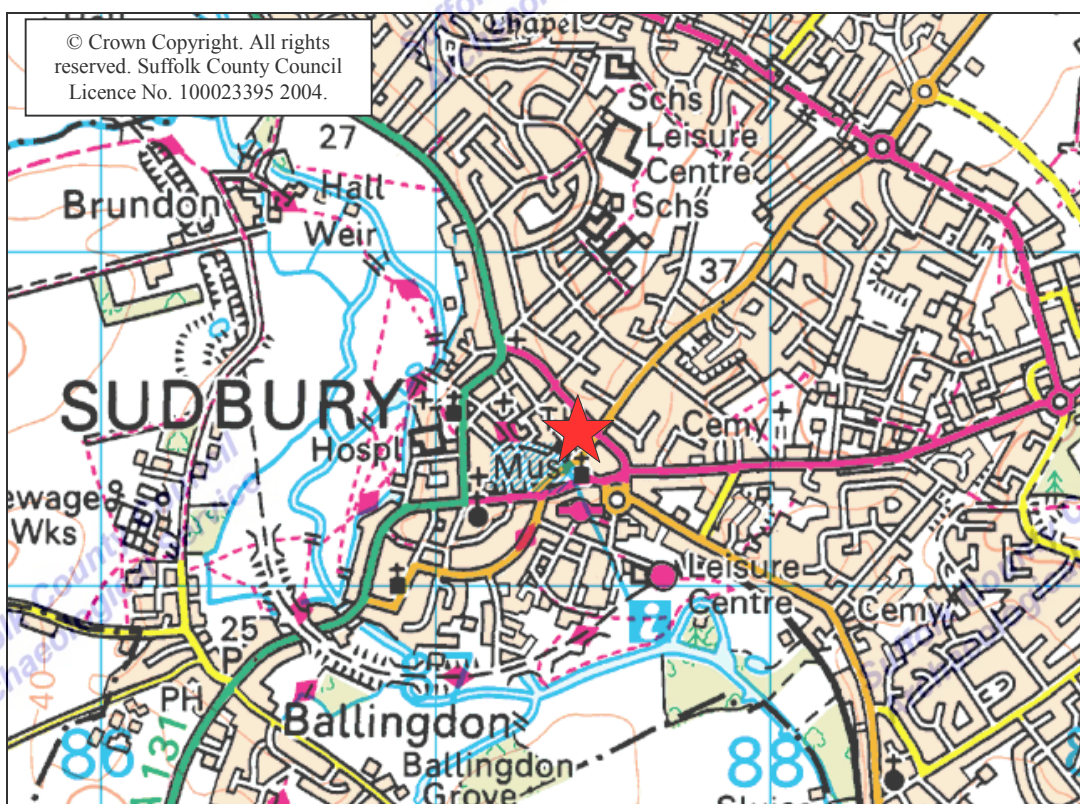 Chapel
© Crown Copyright. All rights
reserved. Suffolk County Council
Licence No. 100023395 2004.
Schs
27
Leisure
Centre
Hall
Schs
Brundon
Weir
37
SUDBURY
Cemy
Hospl
Mus
ewage
Wks
Leisure
Centre
i
Cemy
25
P
PH
40
Ballingdon
86
131
88
Ballingdon
Grove